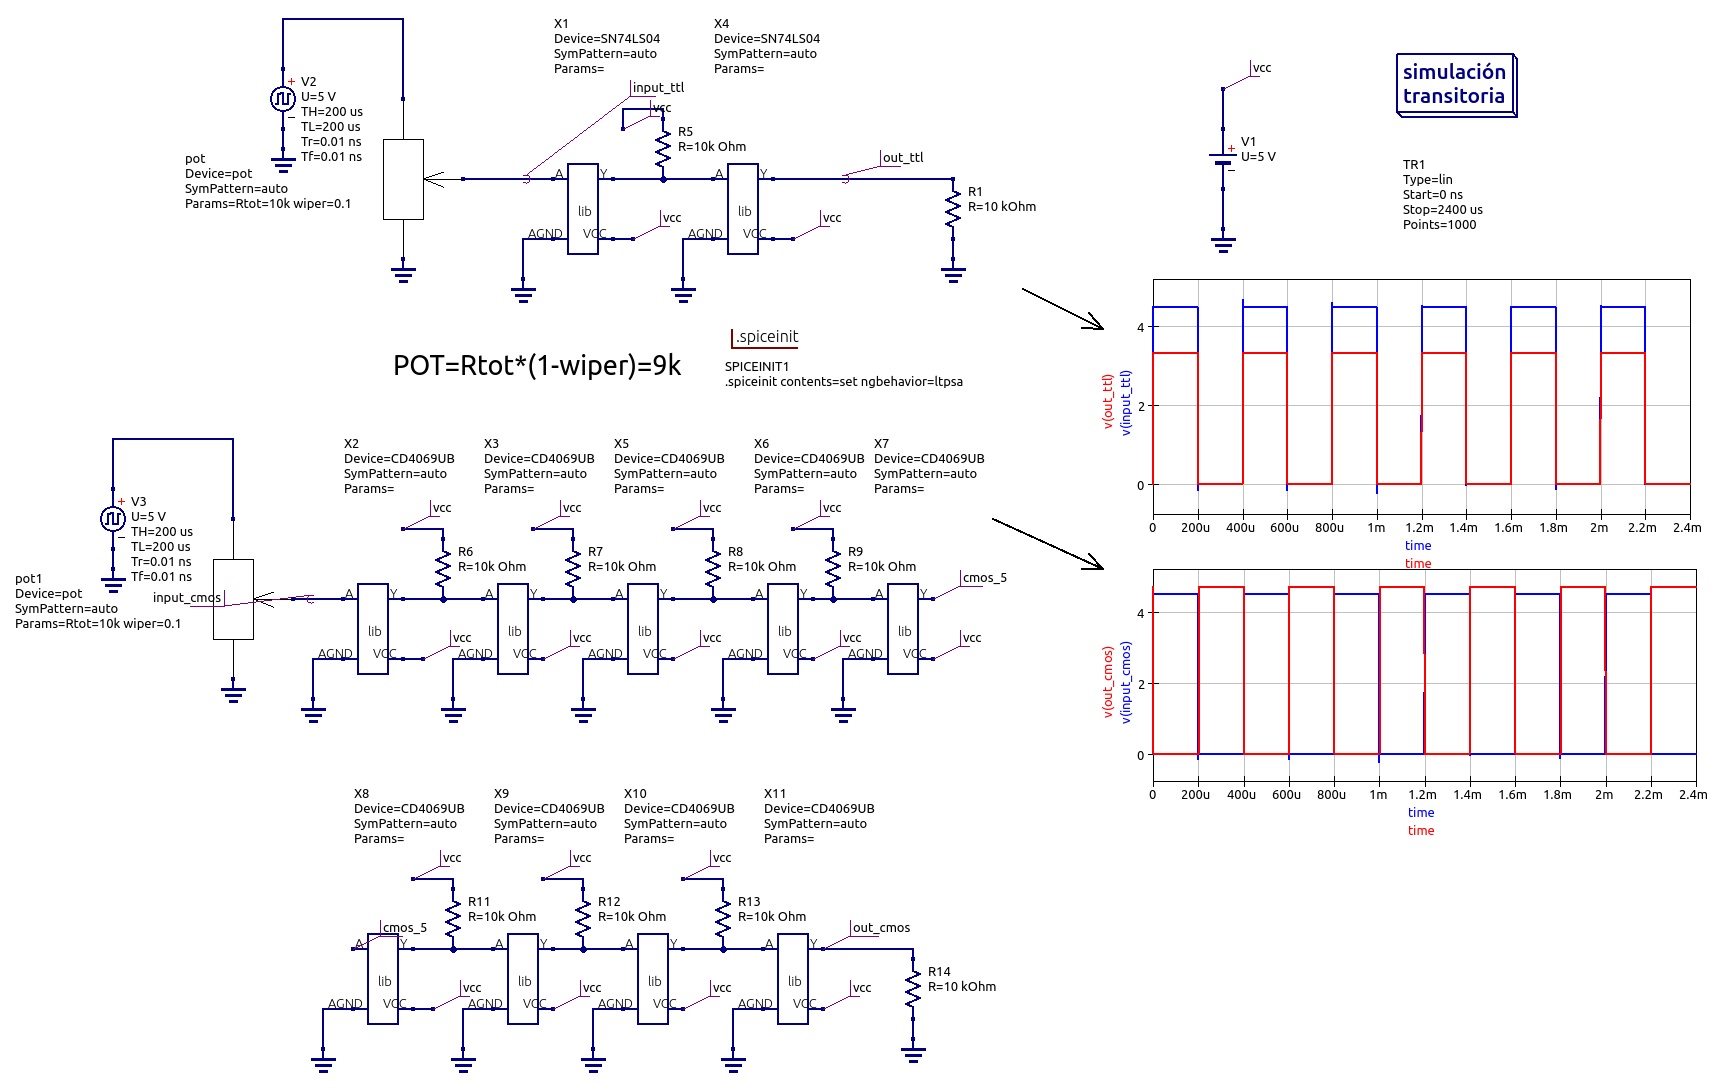 X1
Device=SN74LS04
SymPattern=auto
Params=
X4
Device=SN74LS04
SymPattern=auto
Params=
vcc
simulación
transitoria
V2
U=5 V
TH=200 us
TL=200 us
Tr=0.01 ns
Tf=0.01 ns
+
−
input_ttl
vcc
R5
R=10k Ohm
V1
U=5 V
+
−
pot
Device=pot
SymPattern=auto
Params=Rtot=10k wiper=0.1
A
Y
lib
AGND
VCC
vcc
A
Y
lib
AGND
VCC
vcc
out_ttl
R1
R=10 kOhm
TR1
Type=lin
Start=0 ns
Stop=2400 us
Points=1000
.spiceinit
SPICEINIT1
.spiceinit contents=set ngbehavior=ltpsa
POT=Rtot*(1-wiper)=9k
v(out_ttl)
v(input_ttl)
4
2
0
0
200u
400u
600u
800u
1m
1.2m
1.4m
1.6m
1.8m
2m
2.2m
2.4m
time
time
X2
Device=CD4069UB
SymPattern=auto
Params=
X3
Device=CD4069UB
SymPattern=auto
Params=
X5
Device=CD4069UB
SymPattern=auto
Params=
X6
Device=CD4069UB
SymPattern=auto
Params=
X7
Device=CD4069UB
SymPattern=auto
Params=
V3
U=5 V
TH=200 us
TL=200 us
Tr=0.01 ns
Tf=0.01 ns
+
−
pot1
Device=pot
SymPattern=auto
Params=Rtot=10k wiper=0.1
input_cmos
vcc
R6
R=10k Ohm
vcc
R7
R=10k Ohm
vcc
R8
R=10k Ohm
vcc
R9
R=10k Ohm
cmos_5
A
Y
lib
AGND
VCC
vcc
A
Y
lib
AGND
VCC
vcc
A
Y
lib
AGND
VCC
vcc
A
Y
lib
AGND
VCC
vcc
A
Y
lib
AGND
VCC
vcc
v(out_cmos)
v(input_cmos)
4
2
0
0
200u
400u
600u
800u
1m
1.2m
1.4m
1.6m
1.8m
2m
2.2m
2.4m
time
time
X8
Device=CD4069UB
SymPattern=auto
Params=
X9
Device=CD4069UB
SymPattern=auto
Params=
X10
Device=CD4069UB
SymPattern=auto
Params=
X11
Device=CD4069UB
SymPattern=auto
Params=
vcc
R11
R=10k Ohm
vcc
R12
R=10k Ohm
vcc
R13
R=10k Ohm
cmos_5
out_cmos
A
Y
lib
AGND
VCC
vcc
A
Y
lib
AGND
VCC
vcc
A
Y
lib
AGND
VCC
vcc
A
Y
lib
AGND
VCC
vcc
R14
R=10 kOhm